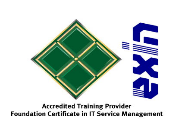 exin
Accredited Training Provider
Foundation Certificate in IT Service Management